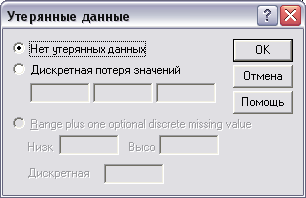 Утерянные данные
Нет утерянных данных
Дискретная потеря значений
OK
Отмена
Помощь
Range plus one optional discrete missing value
Низк Высо
Дискретная